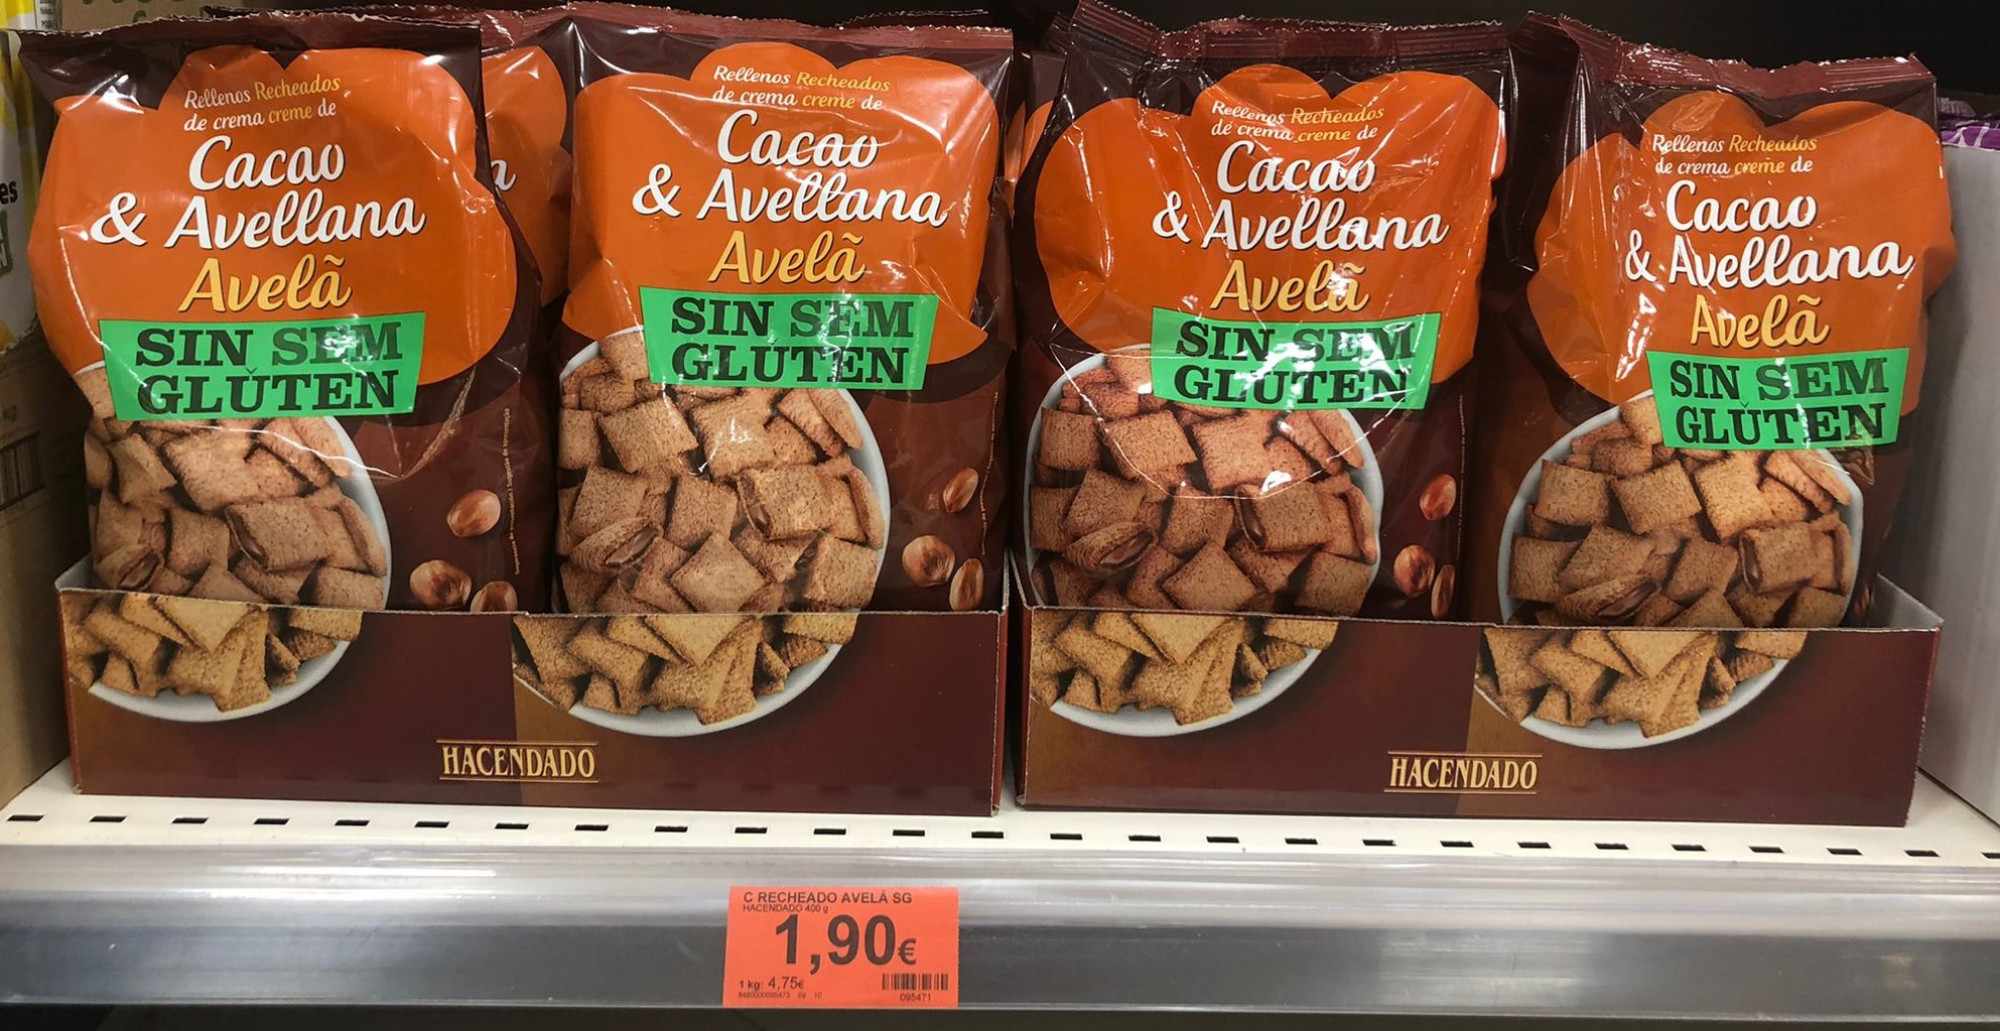 Rellenos Recheados
de crema creme de
Cacao
& Avellana
Avelã
SIN SEM
GLUTEN
Rellenos Recheados
de crema creme de
Cacao
& Avellana
Avelã
SIN SEM
GLUTEN
Rellenos Recheados
de crema creme de
Cacao
& Avellana
Avelã
SIN SEM
GLUTEN
Rellenos Recheados
de crema creme de
Cacao
& Avellana
Avelã
SIN SEM
GLUTEN
HACENDADO
HACENDADO
C RECHEADO AVELÃ SG
HACENDADO 400 g
1,90€
1 kg: 4,75€
095471